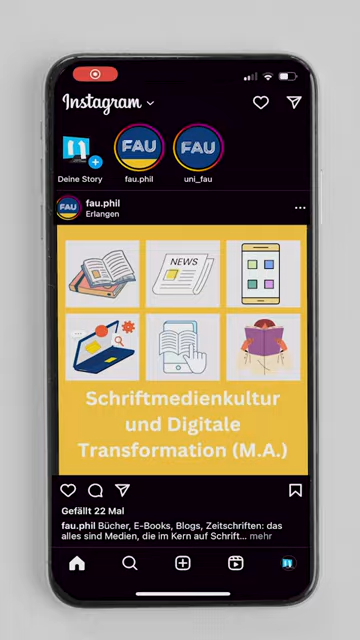 Instagram
FAU
FAU
Deine Story
fau.phil
uni_fau
FAU
fau.phil
Erlangen
NEWS
Schriftmedienkultur
und Digitale
Transformation (M.A.)
Gefällt 22 Mal
fau.phil Bücher, E-Books, Blogs, Zeitschriften: das
alles sind Medien, die im Kern auf Schrift... mehr